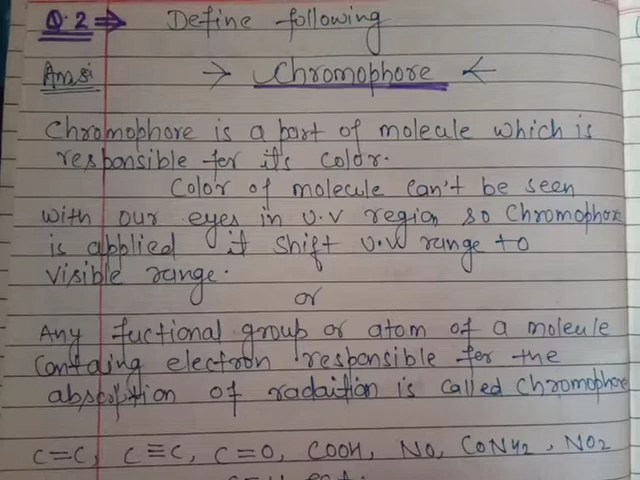 Q.2 ⇒ Define following
Ans:
→ Chromophore ←
Chromophore is a part of molecule which is
responsible for it's color.
Color of molecule can't be seen
with our eyes in U.V region so Chromophore
is applied it shift U.V range to
visible range.
or
Any fuctional group or atom of a moleule
Containg electron responsible for the
absorption of radaition is called Chromophore
C=C, C≡C, C=O, COOH, NO, CONH2, NO2